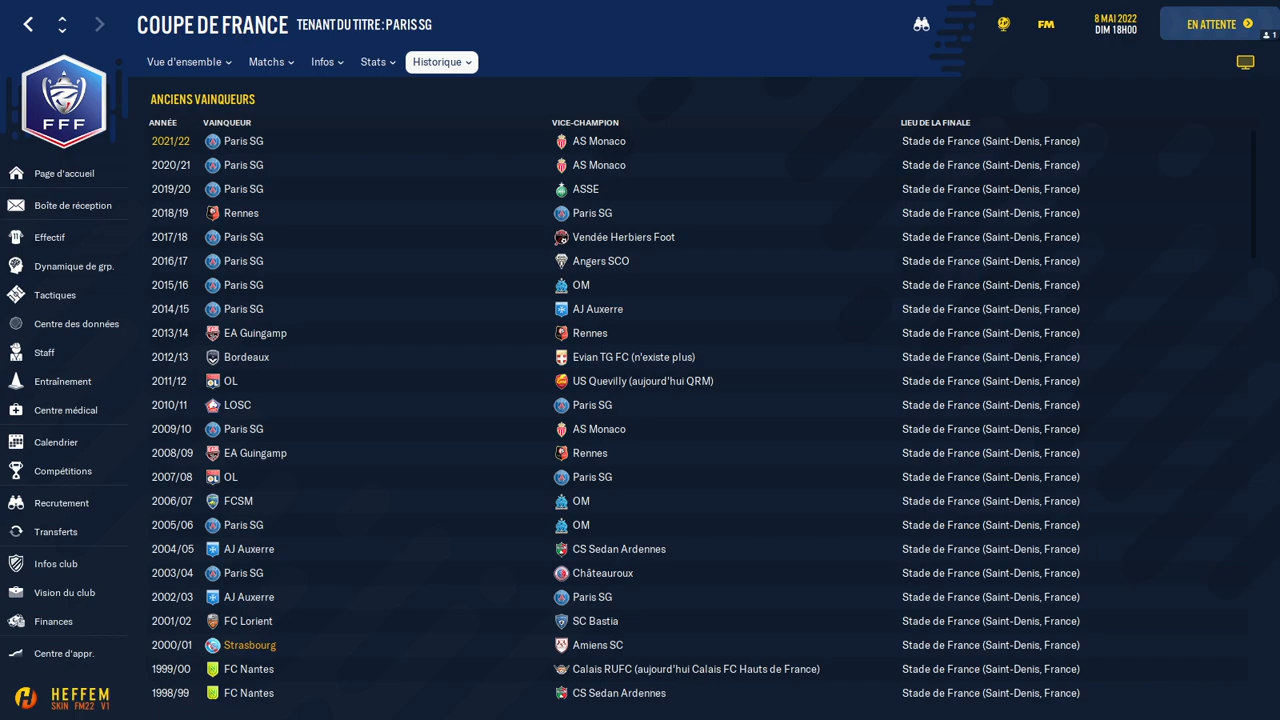 COUPE DE FRANCE TENANT DU TITRE : PARIS SG
FM
8 MAI 2022
DIM 18H00
EN ATTENTE
1
Vue d'ensemble Matchs Infos Stats Historique
FFF
Page d'accueil
Boîte de réception
Effectif
Dynamique de grp.
Tactiques
Centre des données
Staff
Entraînement
Centre médical
Calendrier
Compétitions
Recrutement
Transferts
Infos club
Vision du club
Finances
Centre d'appr.
HEFFEM
SKIN FM22 V1
ANCIENS VAINQUEURS
ANNÉE VAINQUEUR VICE-CHAMPION LIEU DE LA FINALE
2021/22 Paris SG AS Monaco Stade de France (Saint-Denis, France)
2020/21 Paris SG AS Monaco Stade de France (Saint-Denis, France)
2019/20 Paris SG ASSE Stade de France (Saint-Denis, France)
2018/19 Rennes Paris SG Stade de France (Saint-Denis, France)
2017/18 Paris SG Vendée Herbiers Foot Stade de France (Saint-Denis, France)
2016/17 Paris SG Angers SCO Stade de France (Saint-Denis, France)
2015/16 Paris SG OM Stade de France (Saint-Denis, France)
2014/15 Paris SG AJ Auxerre Stade de France (Saint-Denis, France)
2013/14 EA Guingamp Rennes Stade de France (Saint-Denis, France)
2012/13 Bordeaux Evian TG FC (n'existe plus) Stade de France (Saint-Denis, France)
2011/12 OL US Quevilly (aujourd'hui QRM) Stade de France (Saint-Denis, France)
2010/11 LOSC Paris SG Stade de France (Saint-Denis, France)
2009/10 Paris SG AS Monaco Stade de France (Saint-Denis, France)
2008/09 EA Guingamp Rennes Stade de France (Saint-Denis, France)
2007/08 OL Paris SG Stade de France (Saint-Denis, France)
2006/07 FCSM OM Stade de France (Saint-Denis, France)
2005/06 Paris SG OM Stade de France (Saint-Denis, France)
2004/05 AJ Auxerre CS Sedan Ardennes Stade de France (Saint-Denis, France)
2003/04 Paris SG Châteauroux Stade de France (Saint-Denis, France)
2002/03 AJ Auxerre Paris SG Stade de France (Saint-Denis, France)
2001/02 FC Lorient SC Bastia Stade de France (Saint-Denis, France)
2000/01 Strasbourg Amiens SC Stade de France (Saint-Denis, France)
1999/00 FC Nantes Calais RUFC (aujourd'hui Calais FC Hauts de France) Stade de France (Saint-Denis, France)
1998/99 FC Nantes CS Sedan Ardennes Stade de France (Saint-Denis, France)